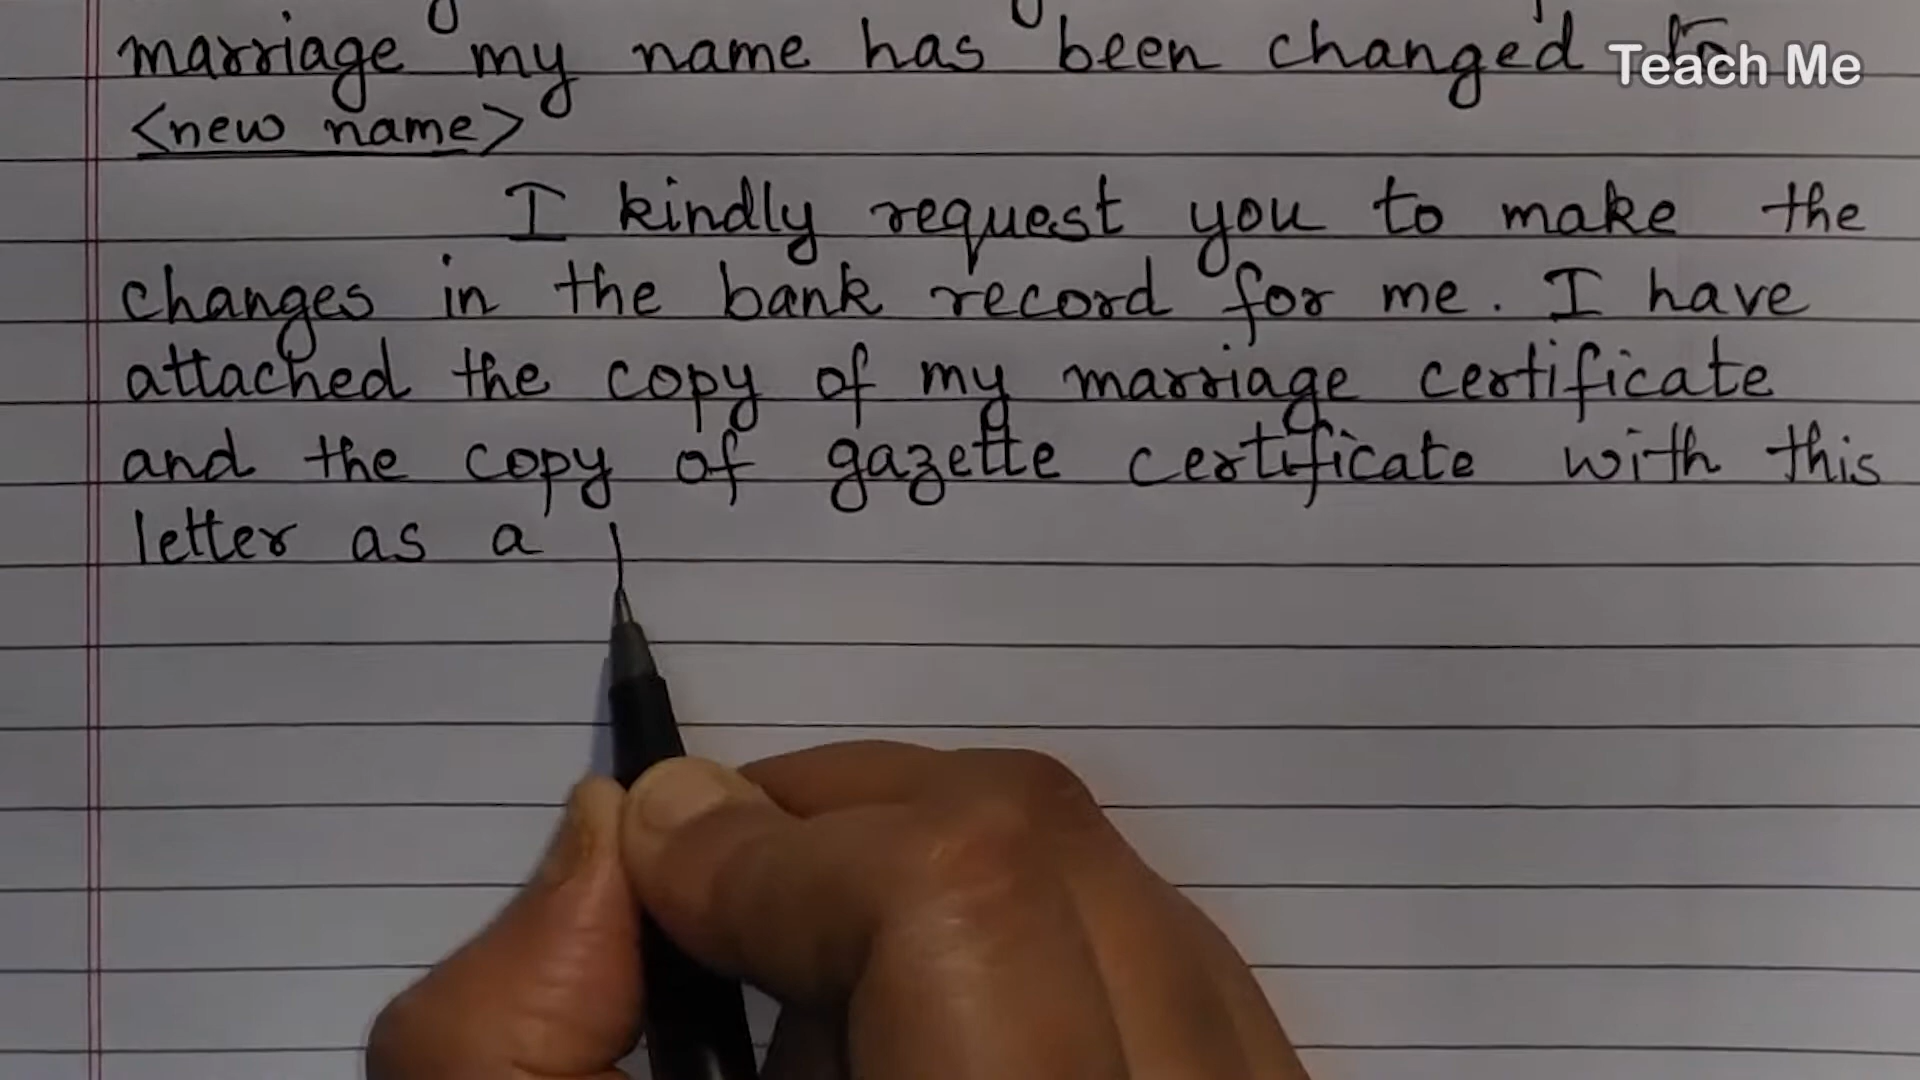 marriage my name has been changed to
Teach Me
<new name>
I kindly request you to make the
changes in the bank record for me. I have
attached the copy of my marriage certificate
and the copy of gazette certificate with this
letter as a